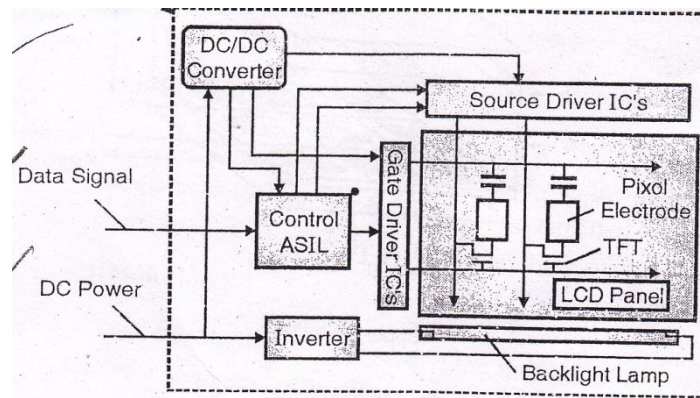 DC/DC
Converter
Source Driver IC's
Data Signal
Control
ASIL
Gate Driver IC's
Pixol
Electrode
TFT
LCD Panel
DC Power
Inverter
Backlight Lamp